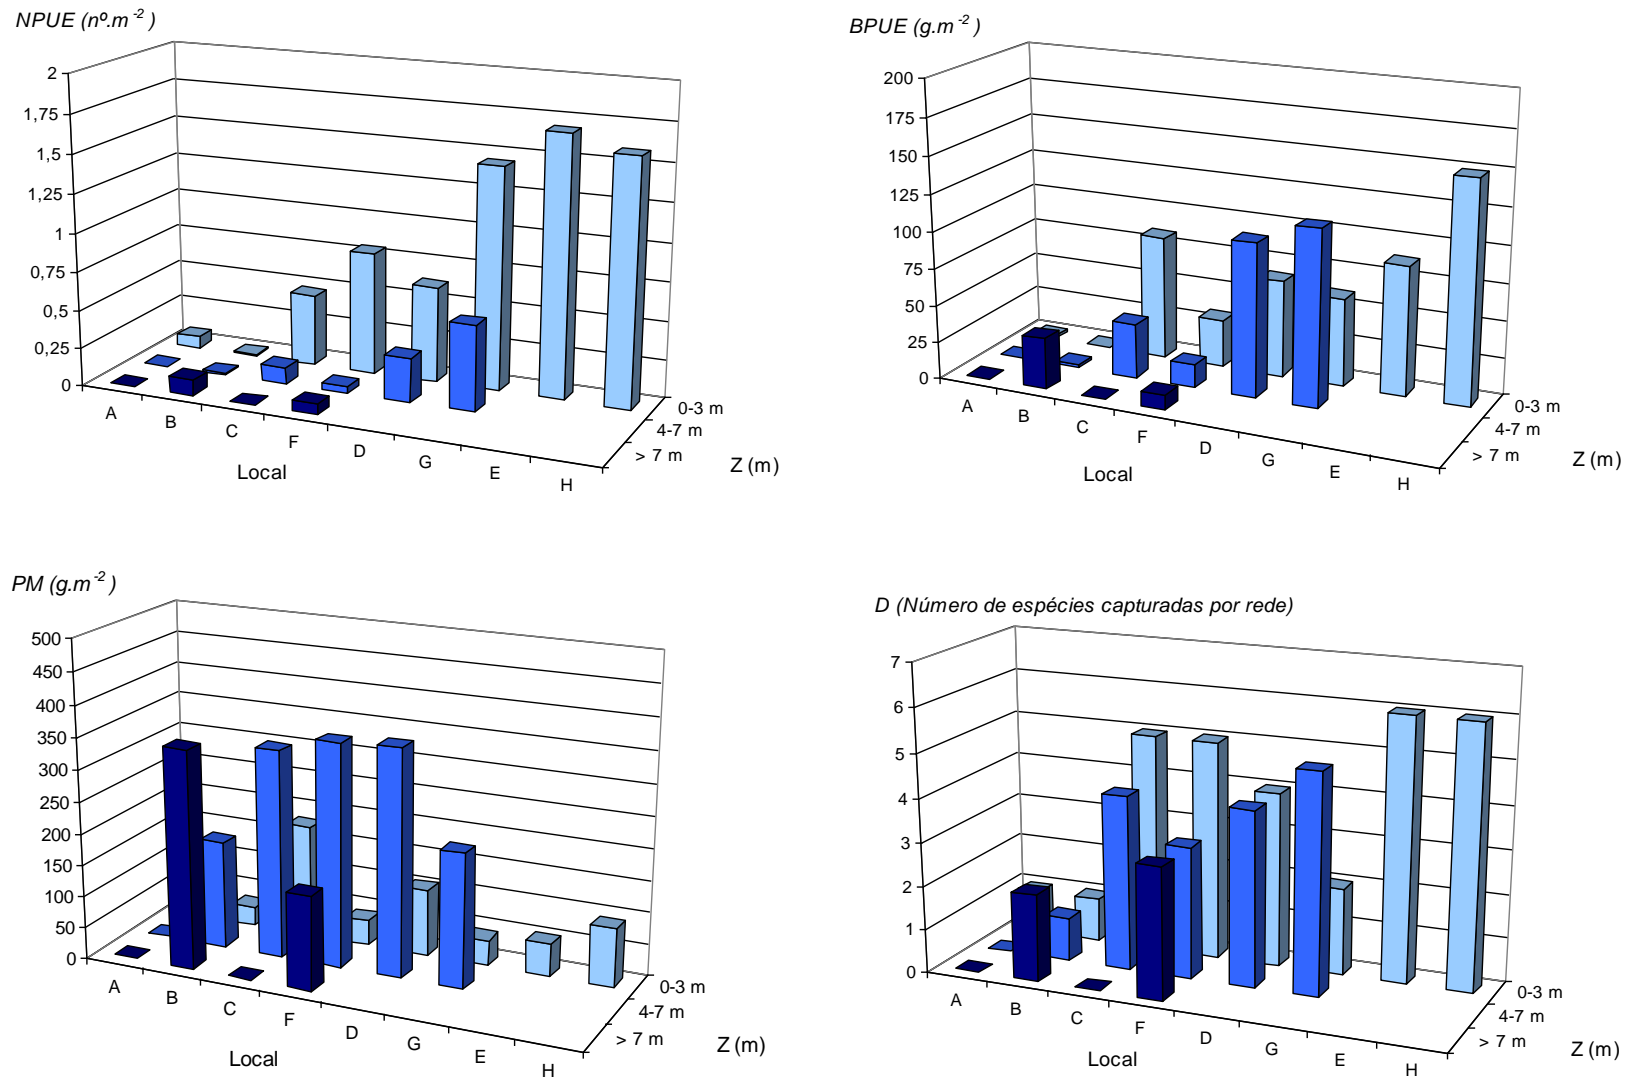 NPUE (nº.m⁻²)
2
1,75
1,5
1,25
1
0,75
0,5
0,25
0
A B C F D G E H
Local
0-3 m
4-7 m
> 7 m
Z (m)
BPUE (g.m⁻²)
200
175
150
125
100
75
50
25
0
A B C F D G E H
Local
0-3 m
4-7 m
> 7 m
Z (m)
PM (g.m⁻²)
500
450
400
350
300
250
200
150
100
50
0
A B C F D G E H
Local
0-3 m
4-7 m
> 7 m
Z (m)
D (Número de espécies capturadas por rede)
7
6
5
4
3
2
1
0
A B C F D G E H
Local
0-3 m
4-7 m
> 7 m
Z (m)